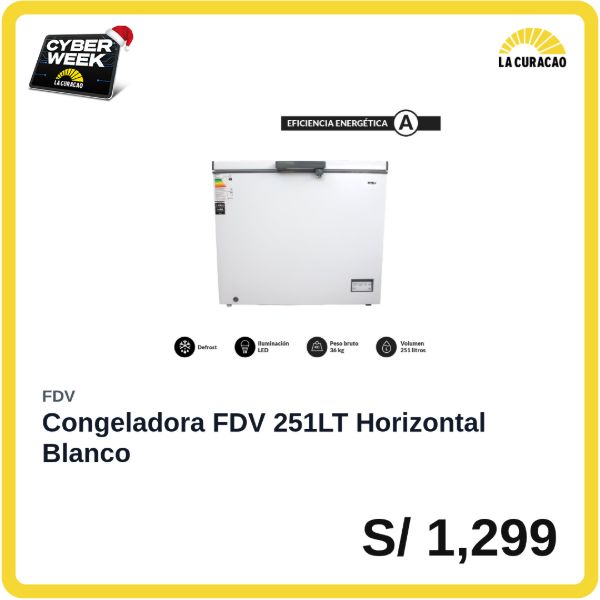 CYBER
WEEK
LA CURACAO
LA CURACAO
EFICIENCIA ENERGÉTICA A
Defrost
Iluminación
LED
Peso bruto
36 kg
Volumen
251 litros
FDV
Congeladora FDV 251LT Horizontal
Blanco
S/ 1,299